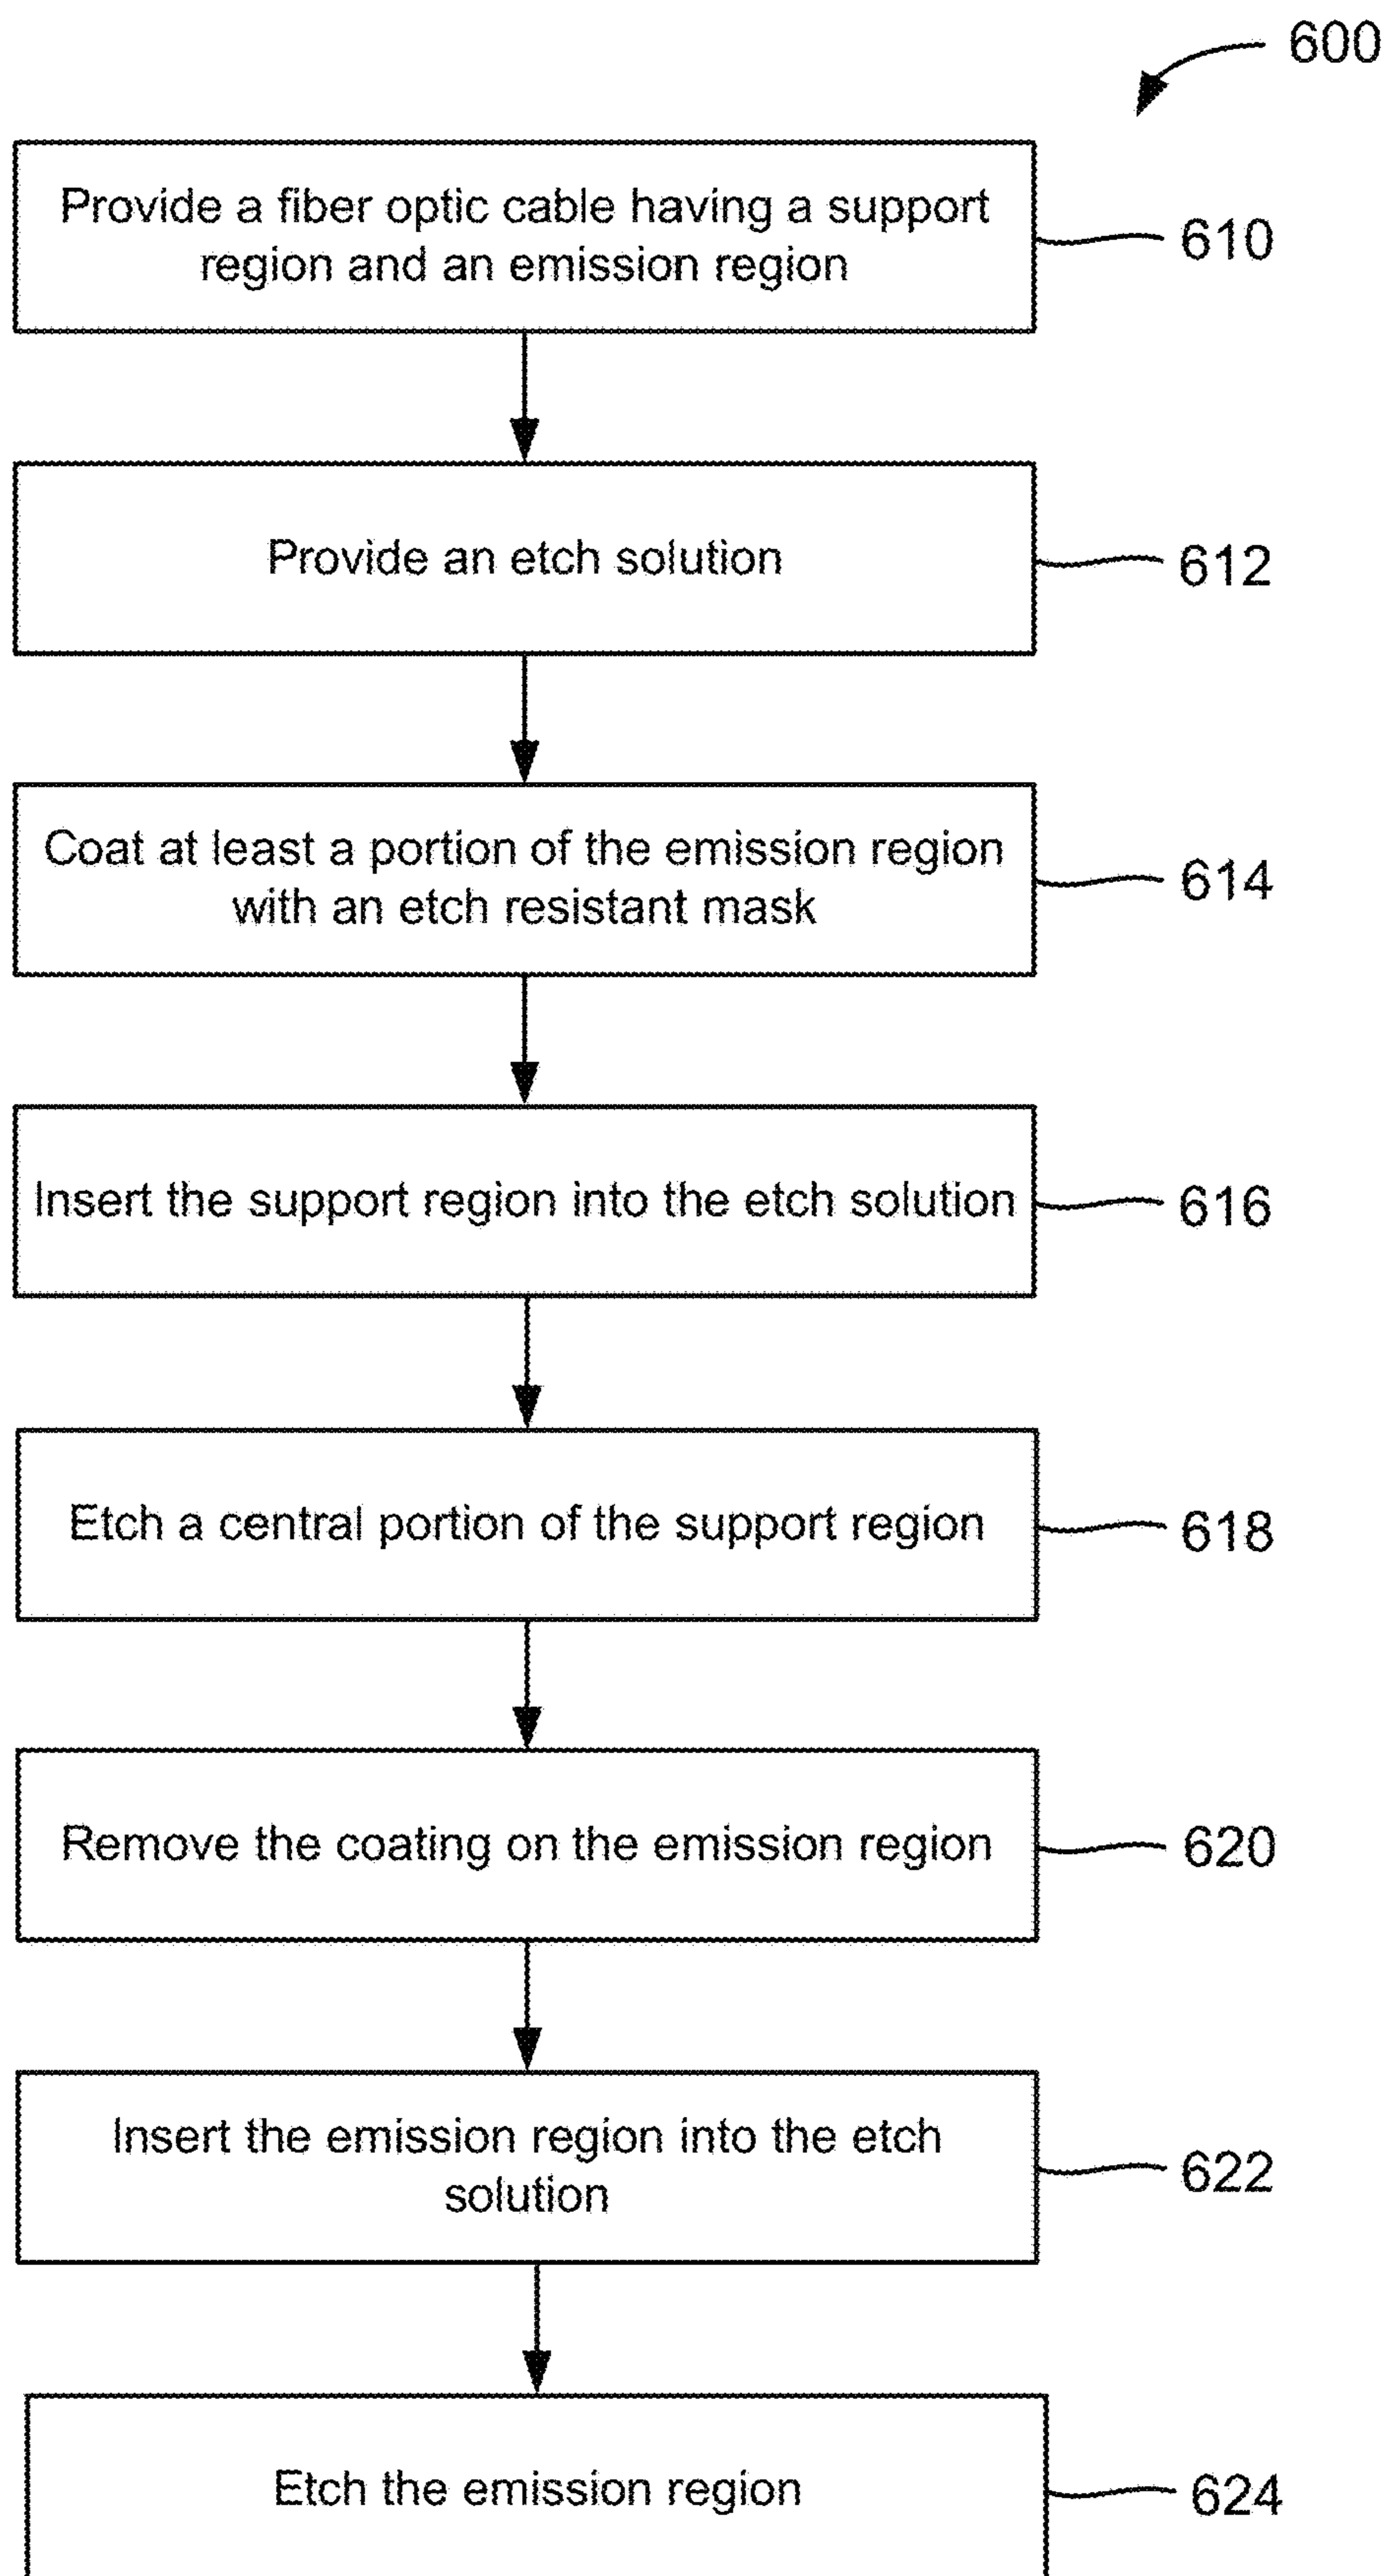 600
Provide a fiber optic cable having a support
region and an emission region
610
Provide an etch solution
612
Coat at least a portion of the emission region
with an etch resistant mask
614
Insert the support region into the etch solution
616
Etch a central portion of the support region
618
Remove the coating on the emission region
620
Insert the emission region into the etch
solution
622
Etch the emission region
624